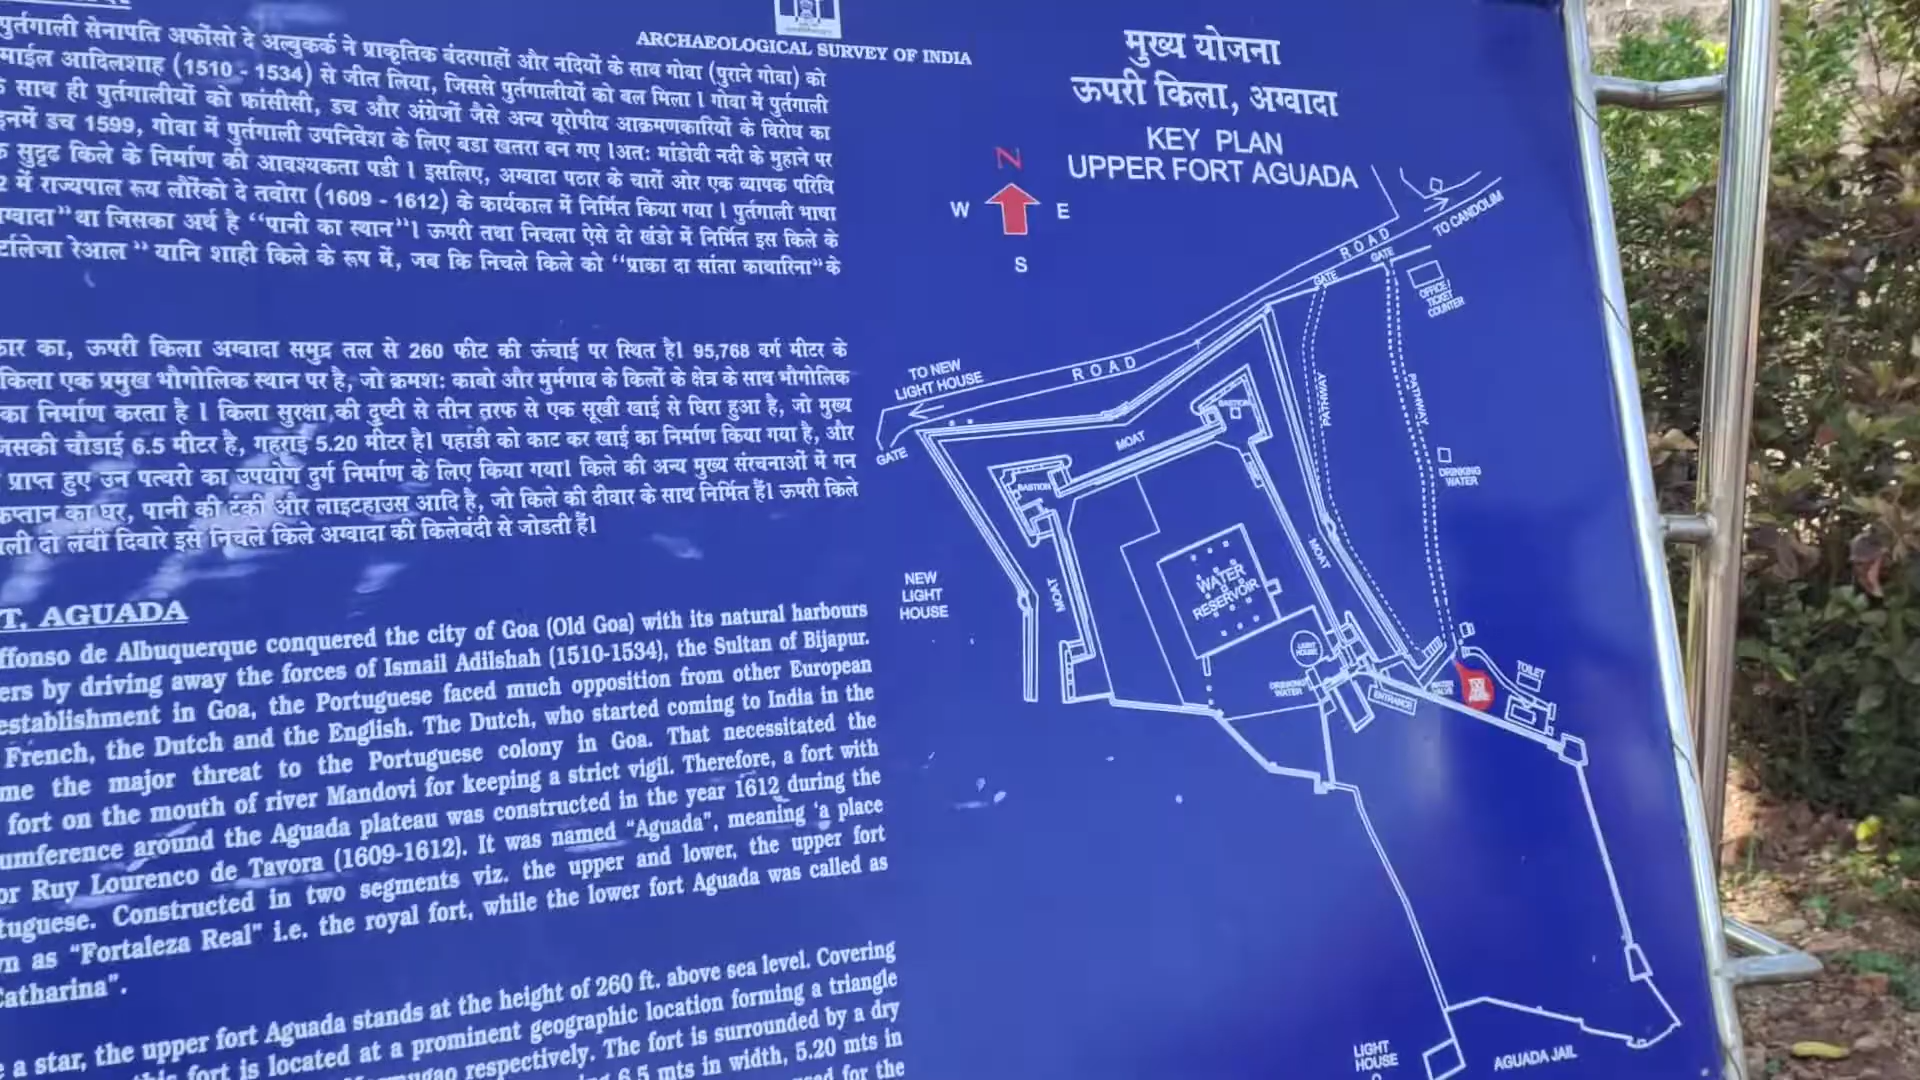 पुर्तगाली सेनापति अफोंसो दे अल्बुकर्क ने प्राकृतिक बंदरगाहों और नदियों के साथ गोवा (पुराने गोवा) को
माईल आदिलशाह (1510 - 1534) से जीत लिया, जिससे पुर्तगालीयों को बल मिला । गोवा में पुर्तगाली
साथ ही पुर्तगालीयों को फ्रांसीसी, डच और अंग्रेजों जैसे अन्य यूरोपीय आक्रमणकारियों के विरोध का
इनमें डच 1599, गोवा में पुर्तगाली उपनिवेश के लिए बडा खतरा बन गए ।अत: मांडोवी नदी के मुहाने पर
सुदृढ किले के निर्माण की आवश्यकता पडी । इसलिए, अग्वादा पठार के चारों ओर एक व्यापक परिधि
में राज्यपाल रूय लौरेंको दे तवोरा (1609 - 1612) के कार्यकाल में निर्मित किया गया । पुर्तगाली भाषा
ग्वादा" था जिसका अर्थ है "पानी का स्थान"। ऊपरी तथा निचला ऐसे दो खंडो में निर्मित इस किले के
र्टालेजा रेआल " यानि शाही किले के रूप में, जब कि निचले किले को "प्राका दा सांता काबारिना" के
कार का, ऊपरी किला अग्वादा समुद्र तल से 260 फीट की ऊंचाई पर स्थित है। 95,768 वर्ग मीटर के
किला एक प्रमुख भौगोलिक स्थान पर है, जो क्रमश: काबो और मुर्मगाव के किलों के क्षेत्र के साथ भौगोलिक
का निर्माण करता है । किला सुरक्षा की दृष्टी से तीन तरफ से एक सूखी खाई से घिरा हुआ है, जो मुख्य
जिसकी चौडाई 6.5 मीटर है, गहराई 5.20 मीटर है। पहाडी को काट कर खाई का निर्माण किया गया है, और
प्राप्त हुए उन पत्थरो का उपयोग दुर्ग निर्माण के लिए किया गया। किले की अन्य मुख्य संरचनाओं में गन
कप्तान का घर, पानी की टंकी और लाइटहाउस आदि है, जो किले की दीवार के साथ निर्मित हैं। ऊपरी किले
ली दो लंबी दिवारे इसे निचले किले अग्वादा की किलेबंदी से जोडती हैं।
T. AGUADA
ffonso de Albuquerque conquered the city of Goa (Old Goa) with its natural harbours
ers by driving away the forces of Ismail Adilshah (1510-1534), the Sultan of Bijapur.
establishment in Goa, the Portuguese faced much opposition from other European
French, the Dutch and the English. The Dutch, who started coming to India in the
me the major threat to the Portuguese colony in Goa. That necessitated the
fort on the mouth of river Mandovi for keeping a strict vigil. Therefore, a fort with
umference around the Aguada plateau was constructed in the year 1612 during the
or Ruy Lourenco de Tavora (1609-1612). It was named "Aguada", meaning 'a place
tuguese. Constructed in two segments viz. the upper and lower, the upper fort
n as "Fortaleza Real" i.e. the royal fort, while the lower fort Aguada was called as
Catharina".
e a star, the upper fort Aguada stands at the height of 260 ft. above sea level. Covering
this fort is located at a prominent geographic location forming a triangle
respectively. The fort is surrounded by a dry
6.5 mts in width, 5.20 mts in
for the
ARCHAEOLOGICAL SURVEY OF INDIA
मुख्य योजना
ऊपरी किला, अग्वादा
KEY PLAN
UPPER FORT AGUADA
N
W E
S
TO CANDOLIM
ROAD
GATE
GATE
OFFICE/
TICKET
COUNTER
TO NEW
LIGHT HOUSE
ROAD
GATE
PATHWAY
PATHWAY
BASTION
MOAT
BASTION
DRINKING
WATER
MOAT
MOAT
WATER
RESERVOIR
NEW
LIGHT
HOUSE
LIGHT
HOUSE
DRINKING
WATER
ENTRANCE
WATER
VALVE
TOILET
LIGHT
HOUSE
AGUADA JAIL